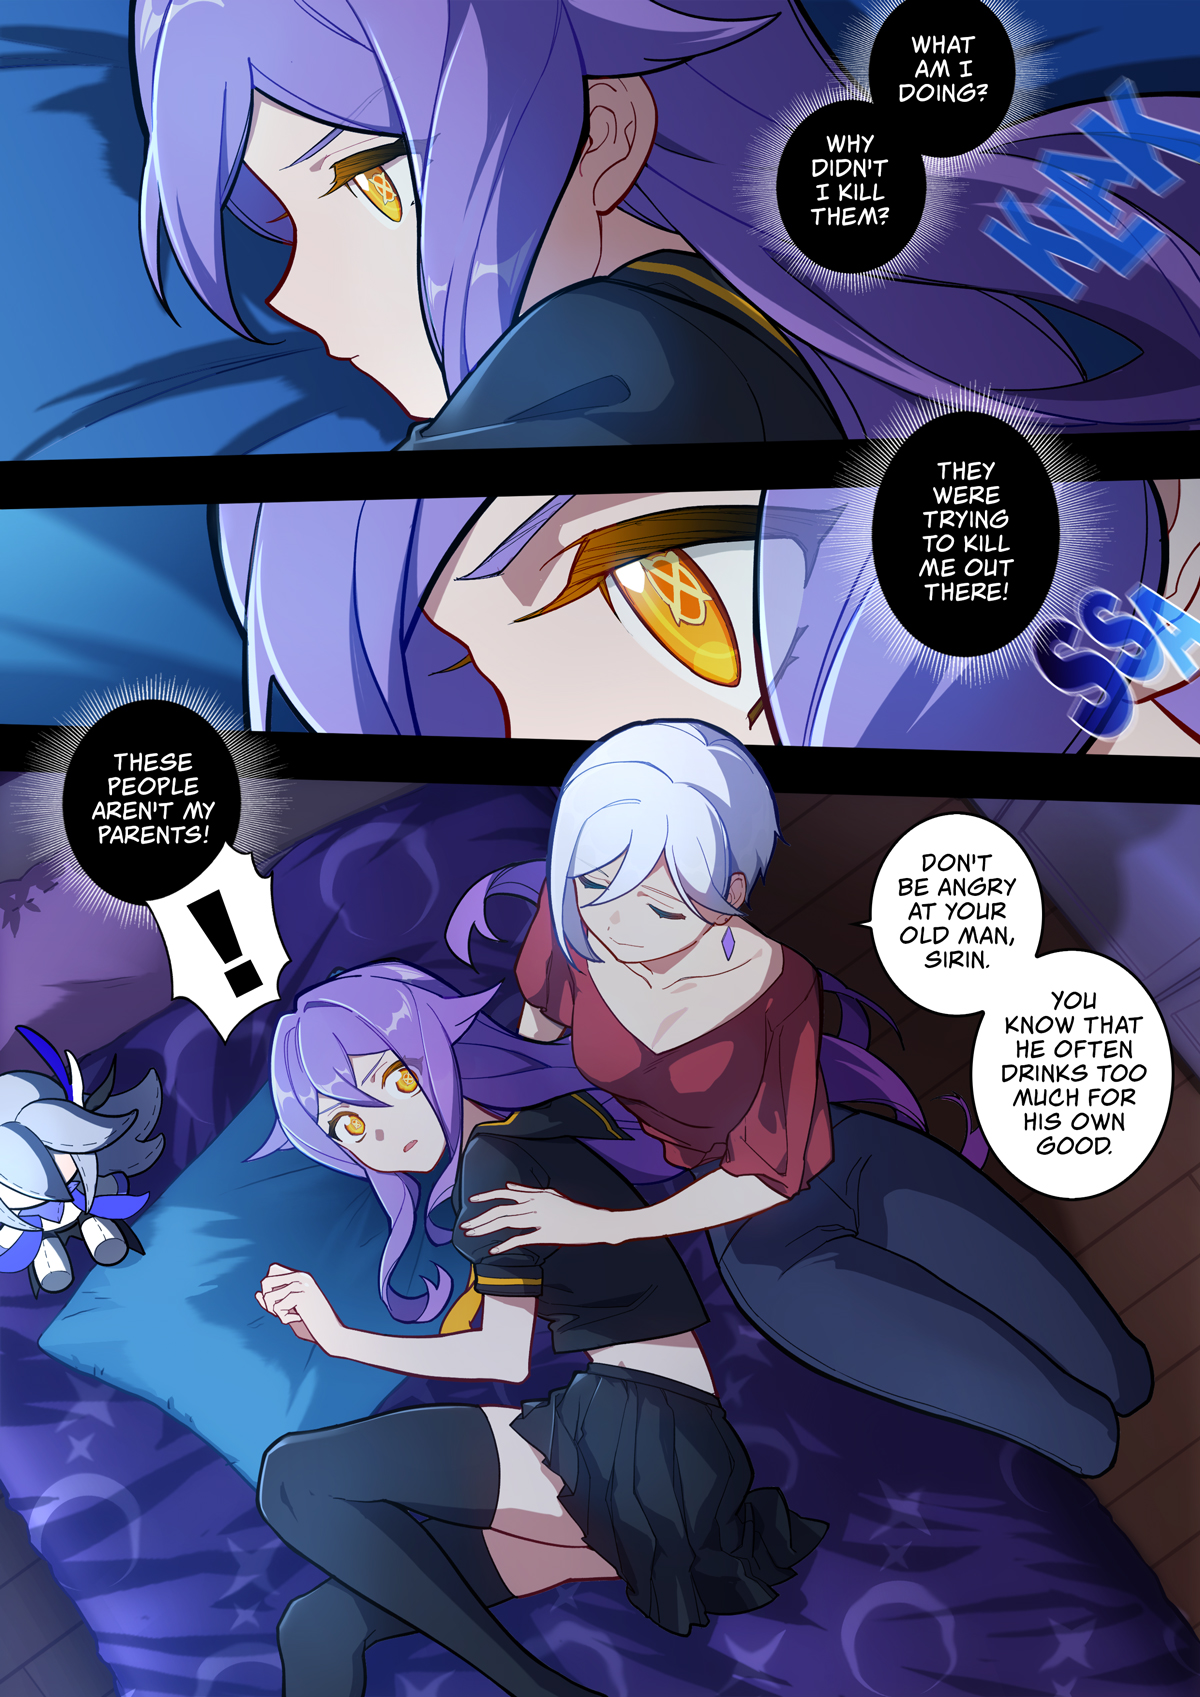 WHAT
AM I
DOING?
WHY
DIDN'T
I KILL
THEM?
KLAK
THEY
WERE
TRYING
TO KILL
ME OUT
THERE!
SSA
THESE
PEOPLE
AREN'T MY
PARENTS!
!
DON'T
BE ANGRY
AT YOUR
OLD MAN,
SIRIN.
YOU
KNOW THAT
HE OFTEN
DRINKS TOO
MUCH FOR
HIS OWN
GOOD.